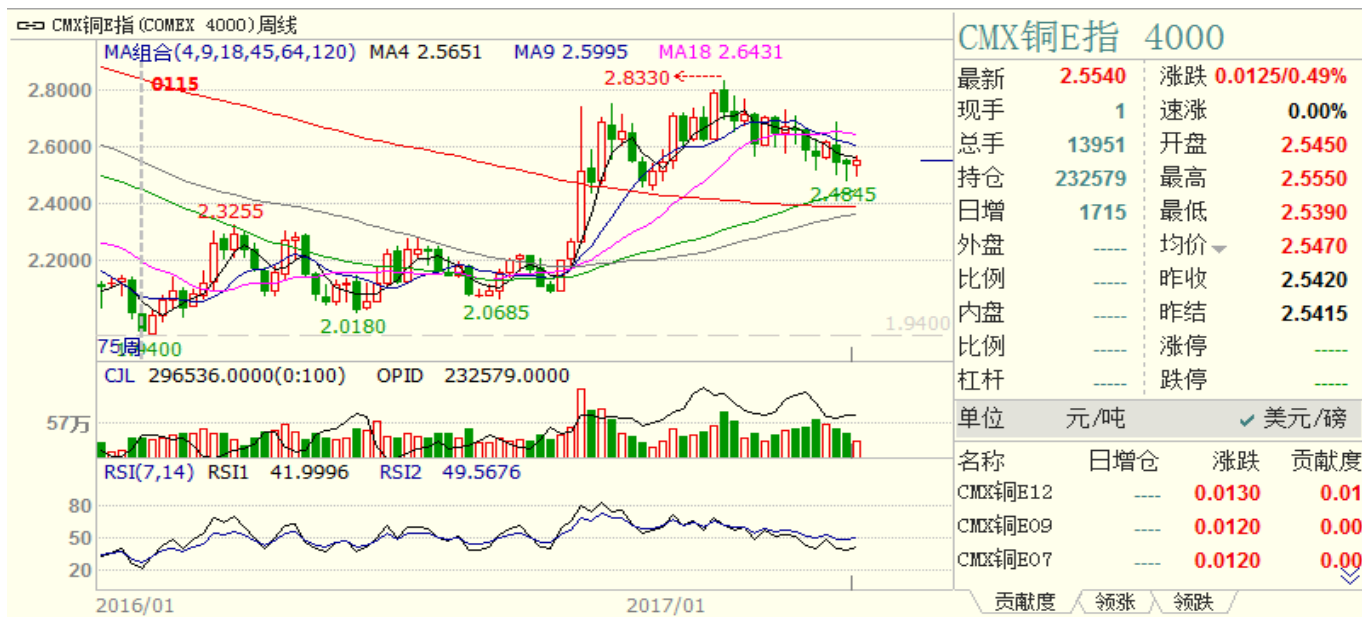 CMX铜E指(COMEX 4000)周线
MA组合(4,9,18,45,64,120) MA4 2.5651 MA9 2.5995 MA18 2.6431
0115
2.8330
2.8000
2.6000
2.4000
2.2000
2.4845
2.3255
2.0180
2.0685
1.9400
75周
1.9400
CJL 296536.0000(0:100) OPID 232579.0000
57万
RSI(7,14) RSI1 41.9996 RSI2 49.5676
80
50
20
2016/01 2017/01
CMX铜E指 4000
最新 2.5540 涨跌 0.0125/0.49%
现手 1 速涨 0.00%
总手 13951 开盘 2.5450
持仓 232579 最高 2.5550
日增 1715 最低 2.5390
外盘 ----- 均价 2.5470
比例 ----- 昨收 2.5420
内盘 ----- 昨结 2.5415
比例 ----- 涨停 -----
杠杆 ----- 跌停 -----
单位 元/吨 ✓ 美元/磅
名称 日增仓 涨跌 贡献度
CMX铜E12 ---- 0.0130 0.01
CMX铜E09 ---- 0.0120 0.00
CMX铜E07 ---- 0.0120 0.00
贡献度 领涨 领跌